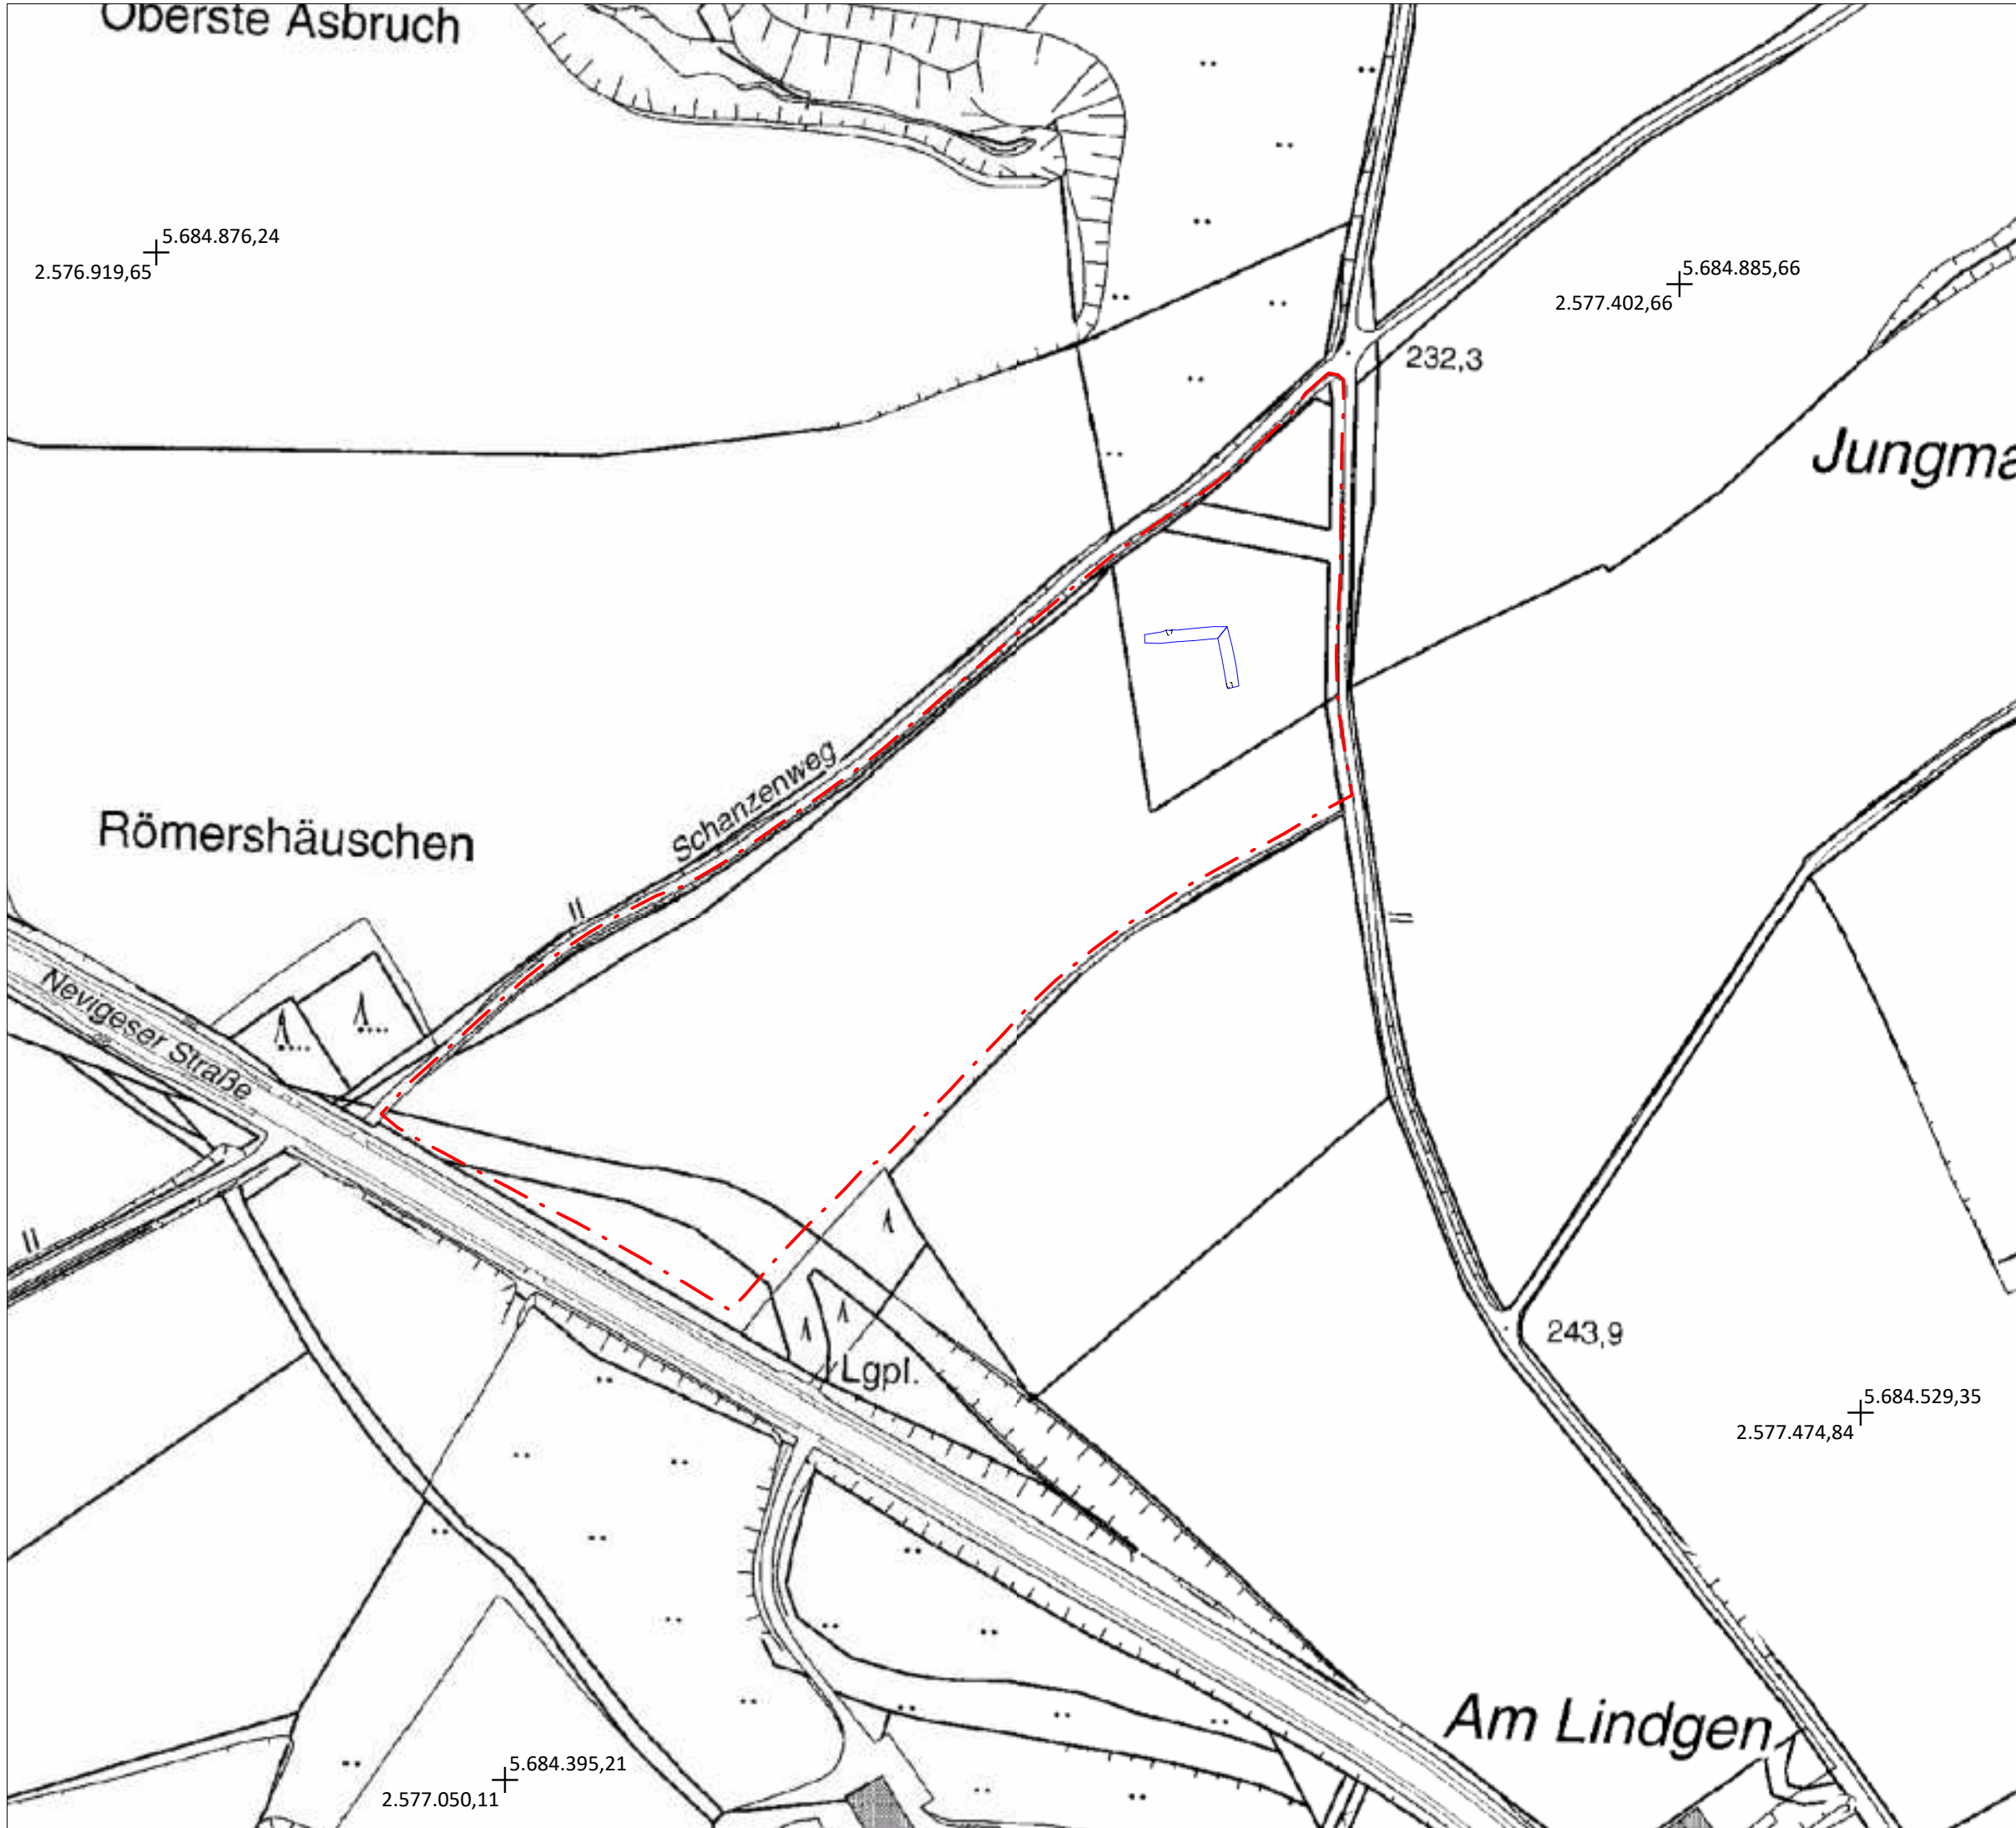 Oberste Asbruch
5.684.876,24
2.576.919,65
5.684.885,66
2.577.402,66
232,3
Jungma
Schanzenweg
Römershäuschen
Nevigeser Straße
Lgpl.
243,9
5.684.529,35
2.577.474,84
Am Lindgen
5.684.395,21
2.577.050,11